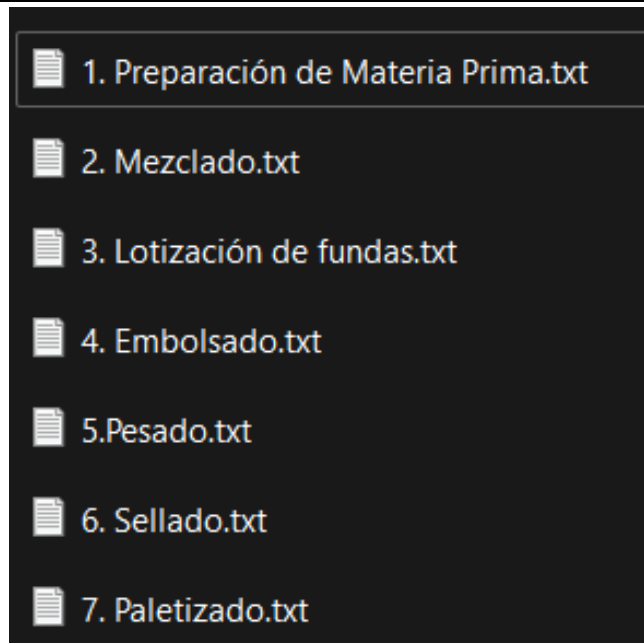 1. Preparación de Materia Prima.txt
2. Mezclado.txt
3. Lotización de fundas.txt
4. Embolsado.txt
5.Pesado.txt
6. Sellado.txt
7. Paletizado.txt